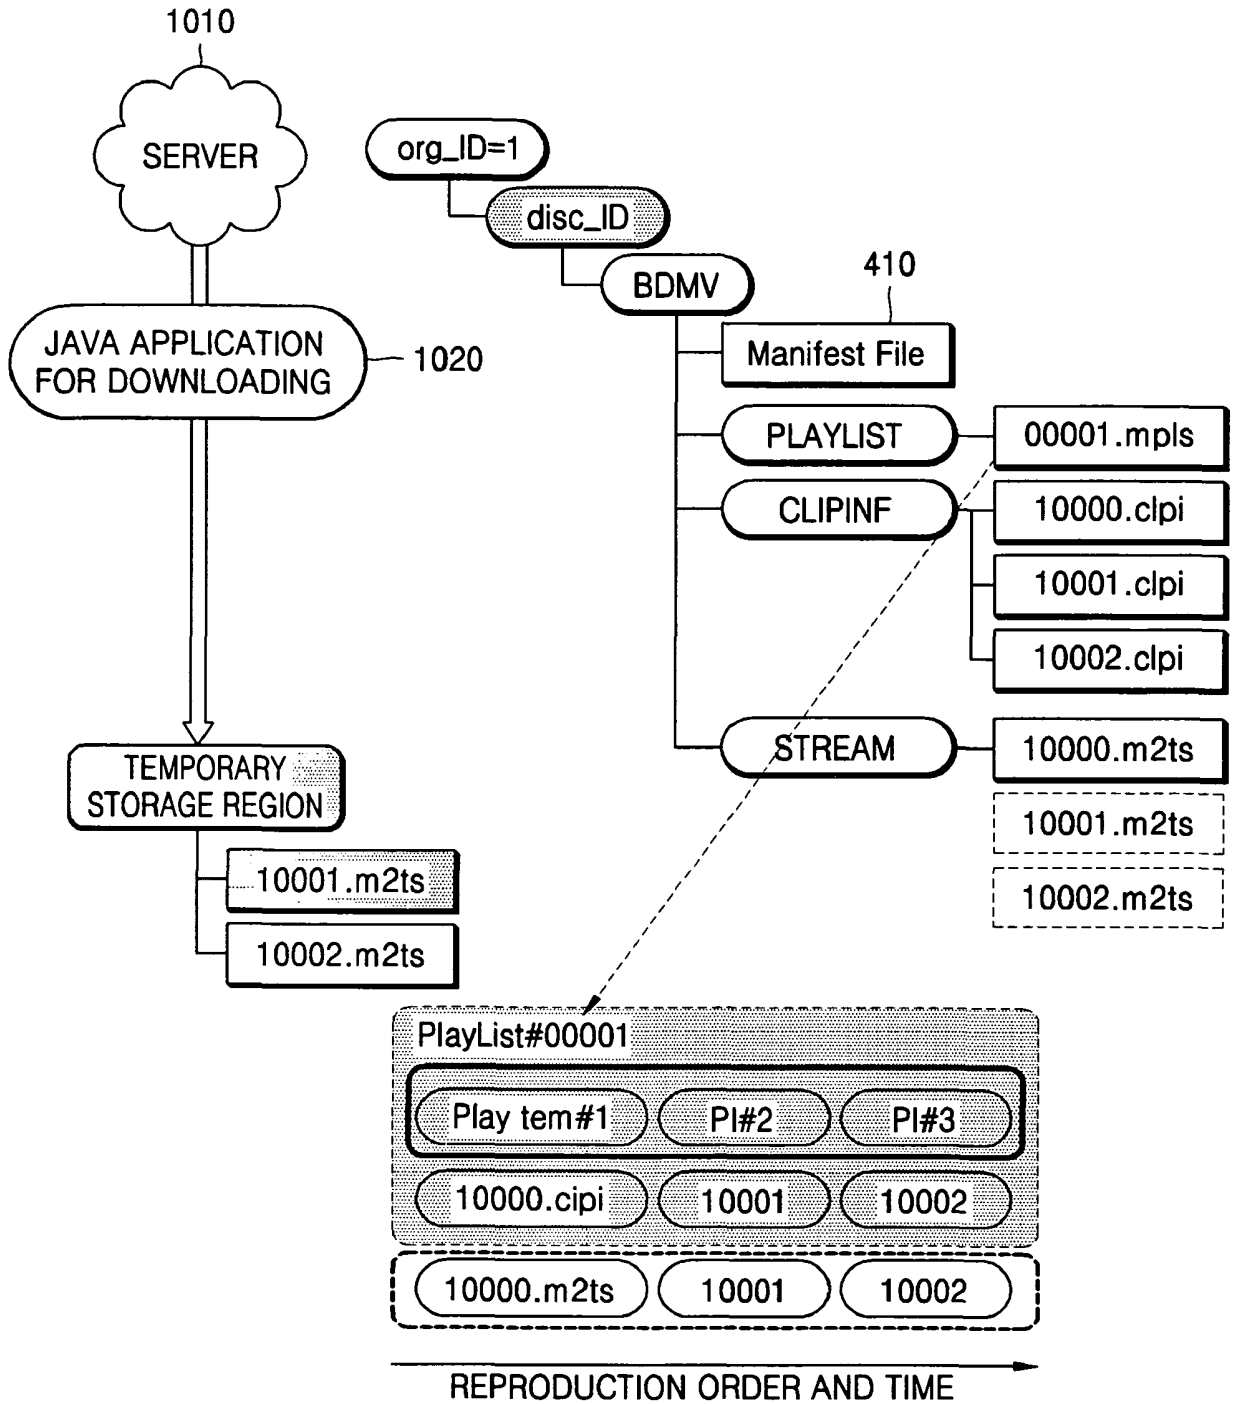 1010
SERVER
org_ID=1
disc_ID
BDMV
410
Manifest File
JAVA APPLICATION
FOR DOWNLOADING
1020
PLAYLIST
00001.mpls
CLIPINF
10000.clpi
10001.clpi
10002.clpi
STREAM
10000.m2ts
10001.m2ts
10002.m2ts
TEMPORARY
STORAGE REGION
10001.m2ts
10002.m2ts
PlayList#00001
Play tem#1
PI#2
PI#3
10000.cipi
10001
10002
10000.m2ts
10001
10002
REPRODUCTION ORDER AND TIME